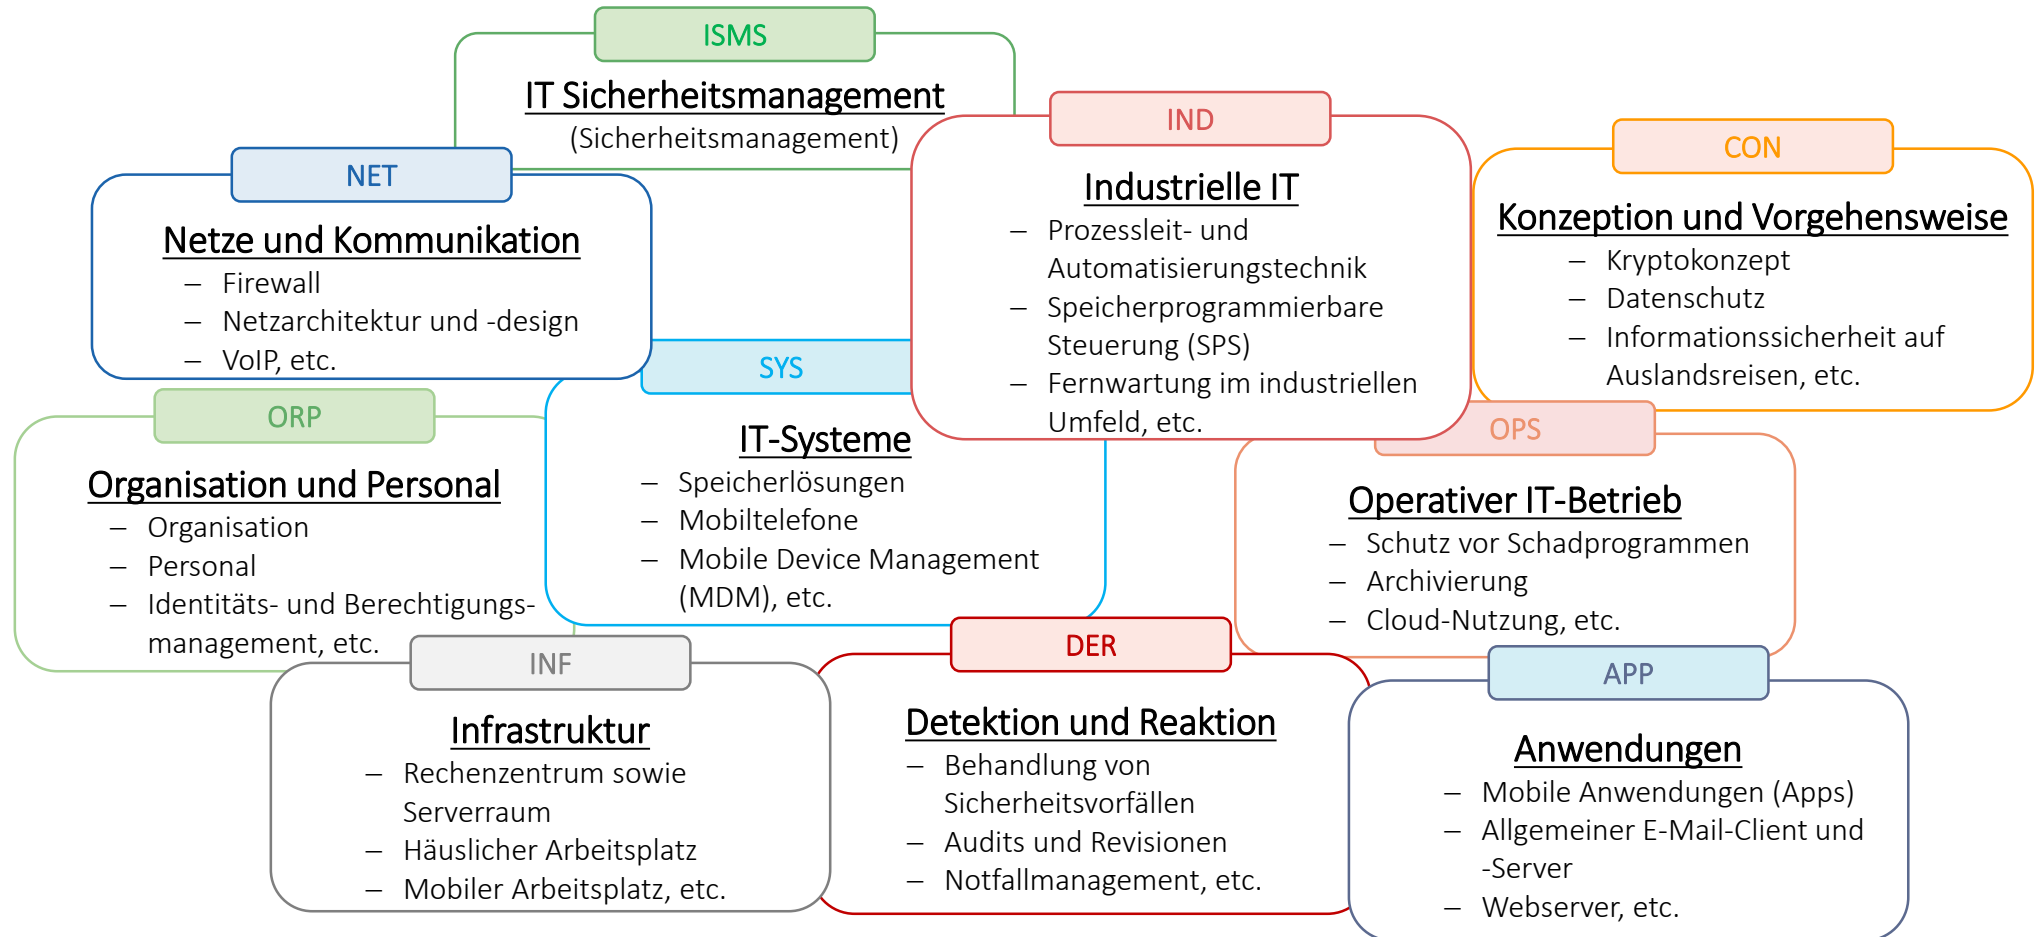 ISMS
IT Sicherheitsmanagement
(Sicherheitsmanagement)
NET
Netze und Kommunikation
– Firewall
– Netzarchitektur und -design
– VoIP, etc.
IND
Industrielle IT
– Prozessleit- und
Automatisierungstechnik
– Speicherprogrammierbare
Steuerung (SPS)
– Fernwartung im industriellen
Umfeld, etc.
CON
Konzeption und Vorgehensweise
– Kryptokonzept
– Datenschutz
– Informationssicherheit auf
Auslandsreisen, etc.
ORP
Organisation und Personal
– Organisation
– Personal
– Identitäts- und Berechtigungs-
management, etc.
SYS
IT-Systeme
– Speicherlösungen
– Mobiltelefone
– Mobile Device Management
(MDM), etc.
OPS
Operativer IT-Betrieb
– Schutz vor Schadprogrammen
– Archivierung
– Cloud-Nutzung, etc.
INF
Infrastruktur
– Rechenzentrum sowie
Serverraum
– Häuslicher Arbeitsplatz
– Mobiler Arbeitsplatz, etc.
DER
Detektion und Reaktion
– Behandlung von
Sicherheitsvorfällen
– Audits und Revisionen
– Notfallmanagement, etc.
APP
Anwendungen
– Mobile Anwendungen (Apps)
– Allgemeiner E-Mail-Client und
-Server
– Webserver, etc.